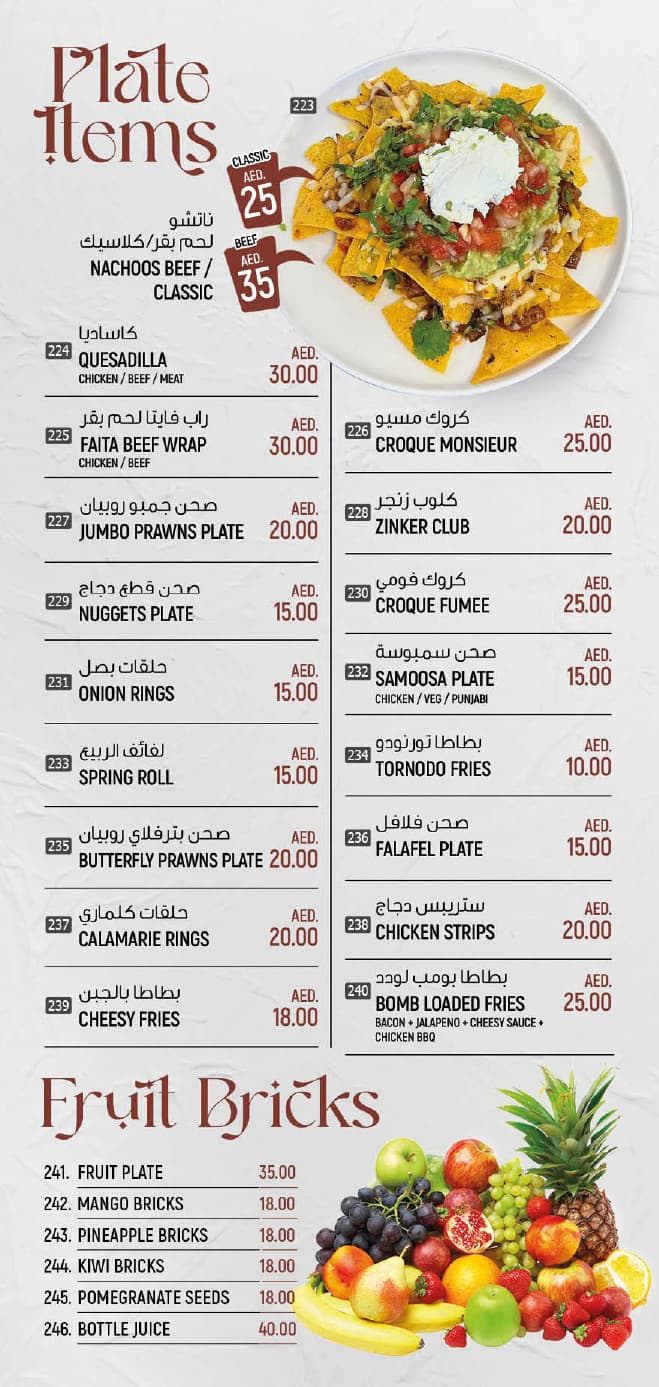 Plate
Items
223
CLASSIC
AED.
25
BEEF
AED.
35
ناتشو
لحم بقر/كلاسيك
NACHOOS BEEF /
CLASSIC
224
كاساديا
QUESADILLA
CHICKEN / BEEF / MEAT
AED.
30.00
225
راب فايتا لحم بقر
FAITA BEEF WRAP
CHICKEN / BEEF
AED.
30.00
227
صحن جمبو روبيان
JUMBO PRAWNS PLATE
AED.
20.00
229
صحن قطع دجاج
NUGGETS PLATE
AED.
15.00
231
حلقات بصل
ONION RINGS
AED.
15.00
233
لفائف الربيع
SPRING ROLL
AED.
15.00
235
صحن بترفلاي روبيان
BUTTERFLY PRAWNS PLATE
AED.
20.00
237
حلقات كلماري
CALAMARIE RINGS
AED.
20.00
239
بطاطا بالجبن
CHEESY FRIES
AED.
18.00
226
كروك مسيو
CROQUE MONSIEUR
AED.
25.00
228
كلوب زنجر
ZINKER CLUB
AED.
20.00
230
كروك فومي
CROQUE FUMEE
AED.
25.00
232
صحن سمبوسة
SAMOOSA PLATE
CHICKEN / VEG / PUNJABI
AED.
15.00
234
بطاطا تورنودو
TORNODO FRIES
AED.
10.00
236
صحن فلافل
FALAFEL PLATE
AED.
15.00
238
ستريبس دجاج
CHICKEN STRIPS
AED.
20.00
240
بطاطا بومب لودد
BOMB LOADED FRIES
BACON + JALAPENO + CHEESY SAUCE +
CHICKEN BBQ
AED.
25.00
Fruit Bricks
241. FRUIT PLATE 35.00
242. MANGO BRICKS 18.00
243. PINEAPPLE BRICKS 18.00
244. KIWI BRICKS 18.00
245. POMEGRANATE SEEDS 18.00
246. BOTTLE JUICE 40.00